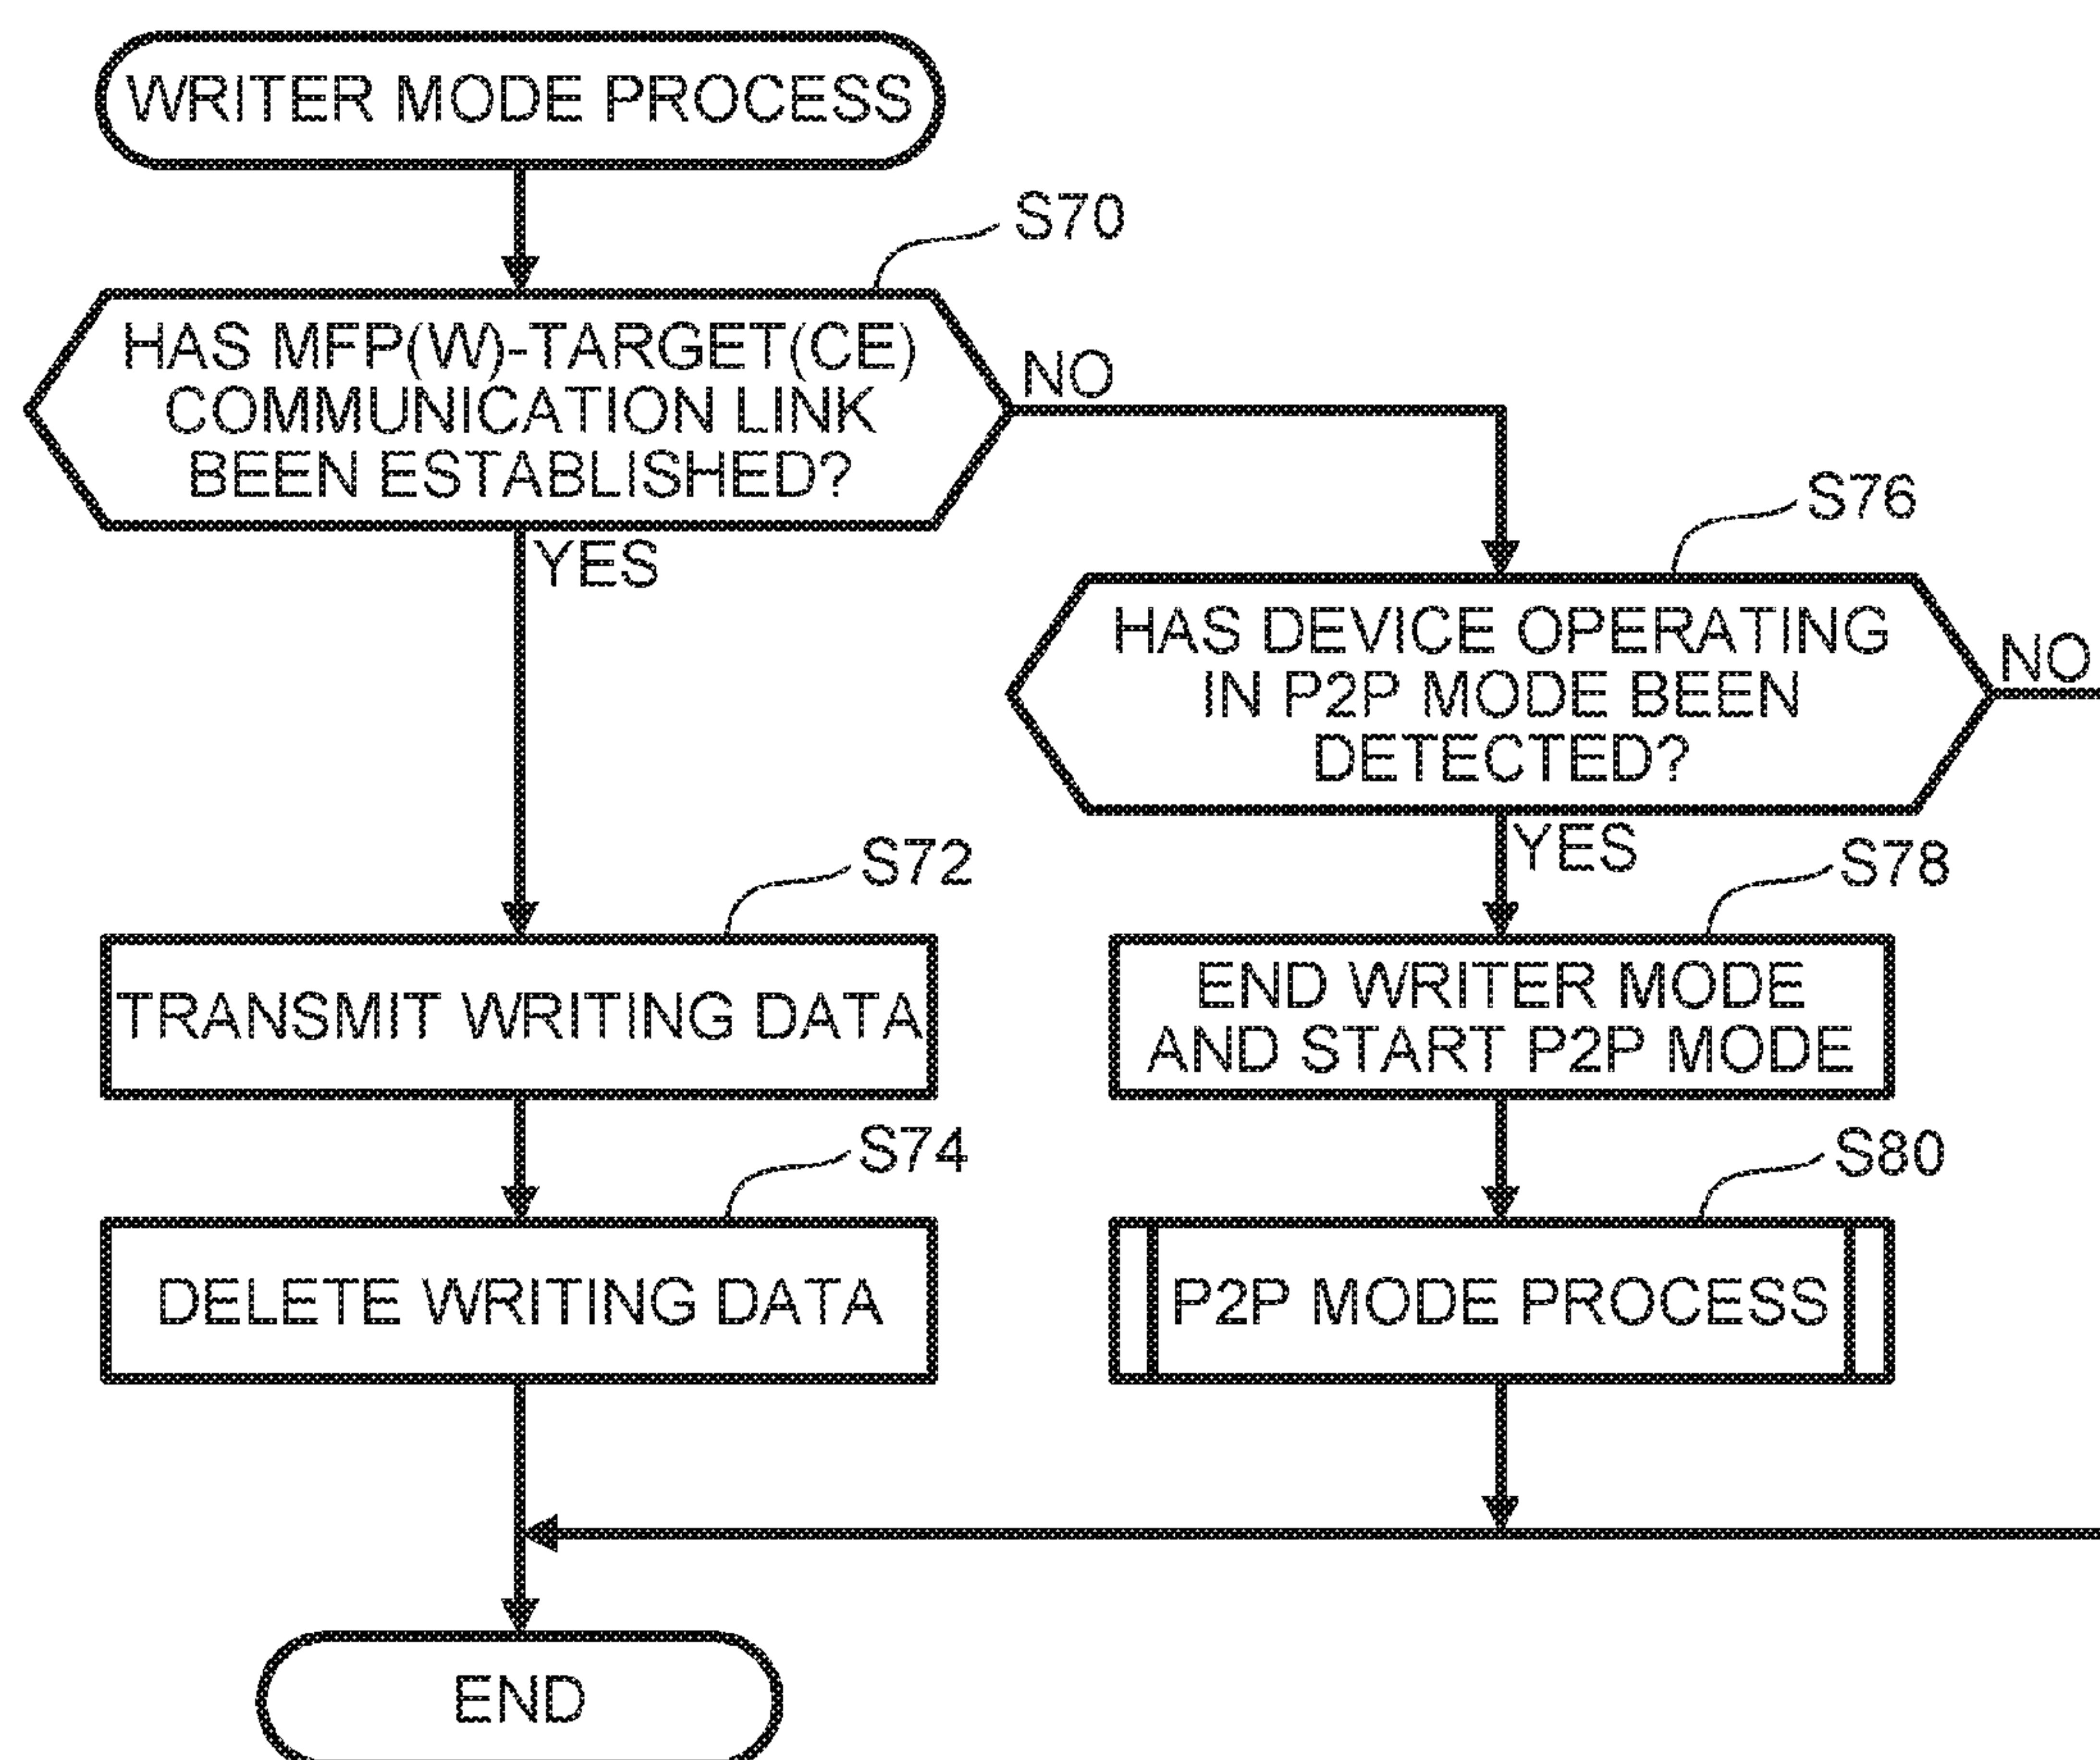 WRITER MODE PROCESS
S70
HAS MFP(W)-TARGET(CE)
COMMUNICATION LINK
BEEN ESTABLISHED?
NO
YES
S76
HAS DEVICE OPERATING
IN P2P MODE BEEN
DETECTED?
NO
YES
S72
TRANSMIT WRITING DATA
S78
END WRITER MODE
AND START P2P MODE
S74
DELETE WRITING DATA
S80
P2P MODE PROCESS
END